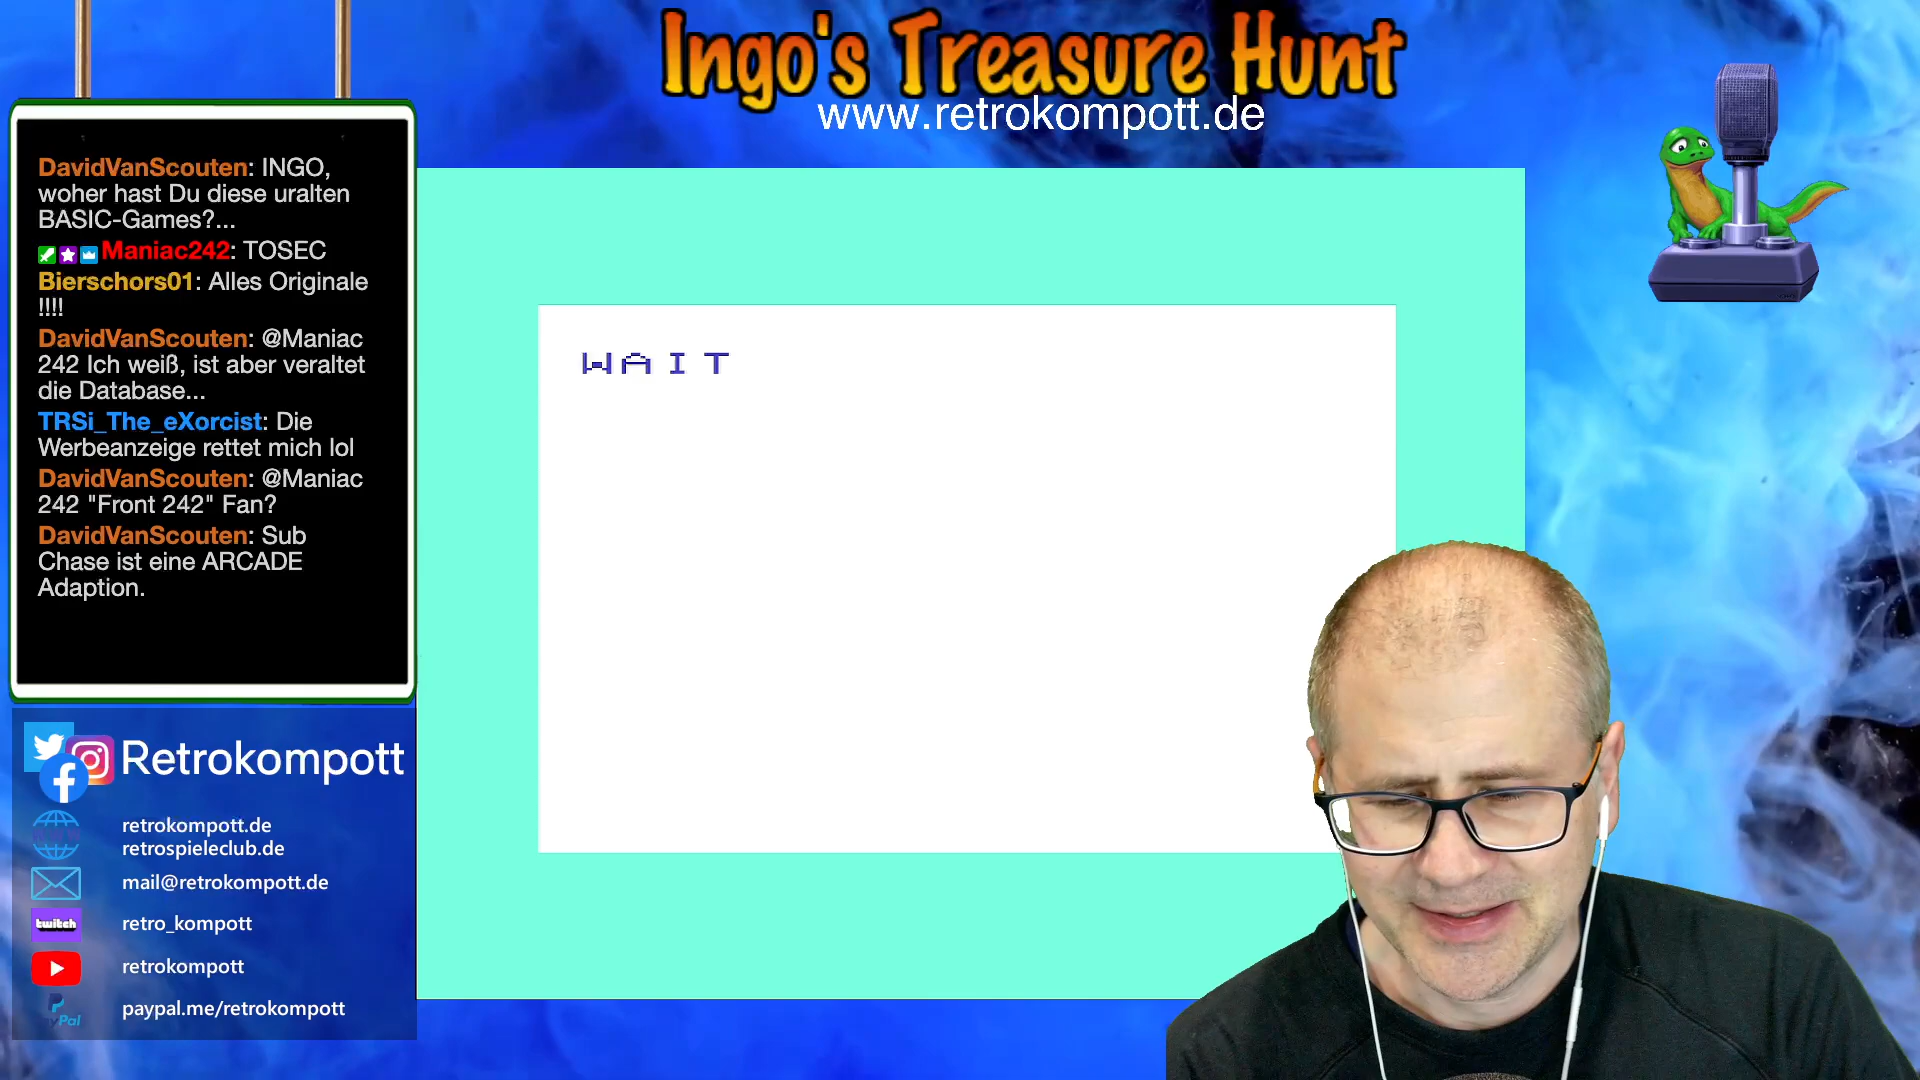 Ingo's Treasure Hunt
www.retrokompott.de
DavidVanScouten: INGO,
woher hast Du diese uralten
BASIC-Games?...
Maniac242: TOSEC
Bierschors01: Alles Originale
!!!!
DavidVanScouten: @Maniac
242 Ich weiß, ist aber veraltet
die Database...
TRSi_The_eXorcist: Die
Werbeanzeige rettet mich lol
DavidVanScouten: @Maniac
242 "Front 242" Fan?
DavidVanScouten: Sub
Chase ist eine ARCADE
Adaption.
WAIT
Retrokompott
retrokompott.de
retrospieleclub.de
mail@retrokompott.de
twitch
retro_kompott
retrokompott
paypal.me/retrokompott